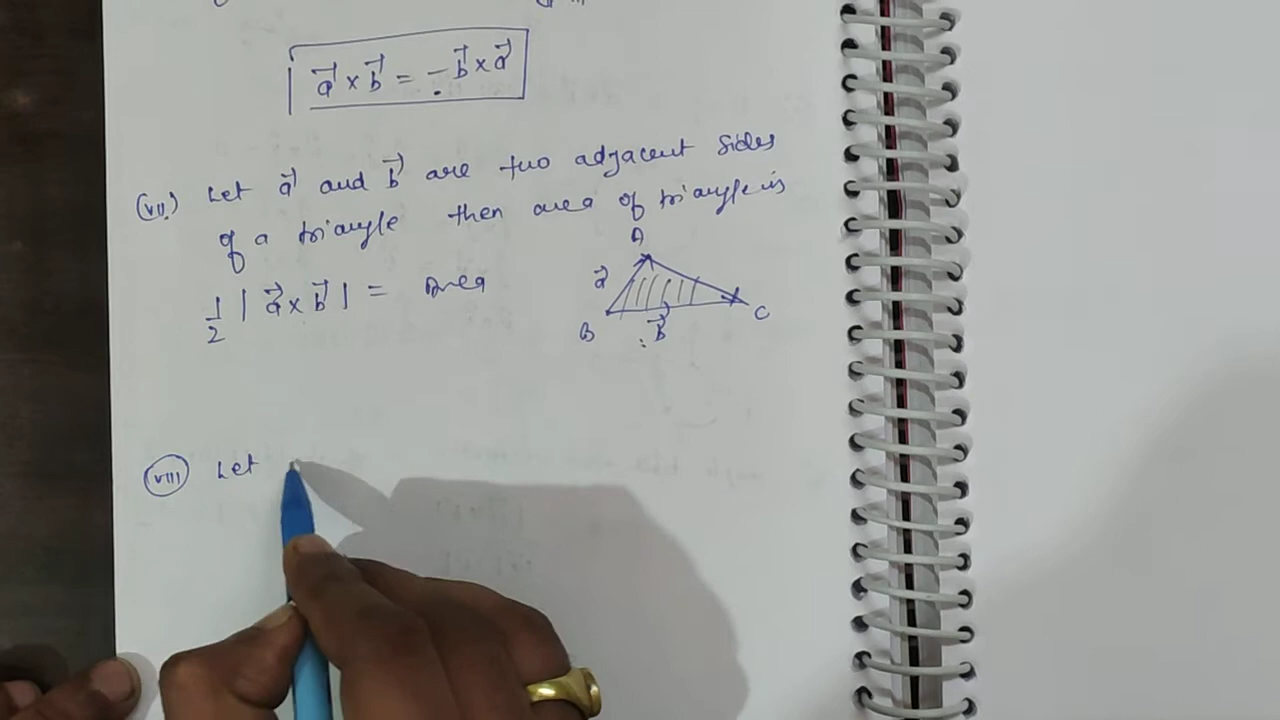 a⃗ × b⃗ = - b⃗ × a⃗
(vii) Let a⃗ and b⃗ are two adjacent sides
of a triangle then area of triangle is
1/2 | a⃗ × b⃗ | = Area
A
a⃗
B
b⃗
C
(viii) Let